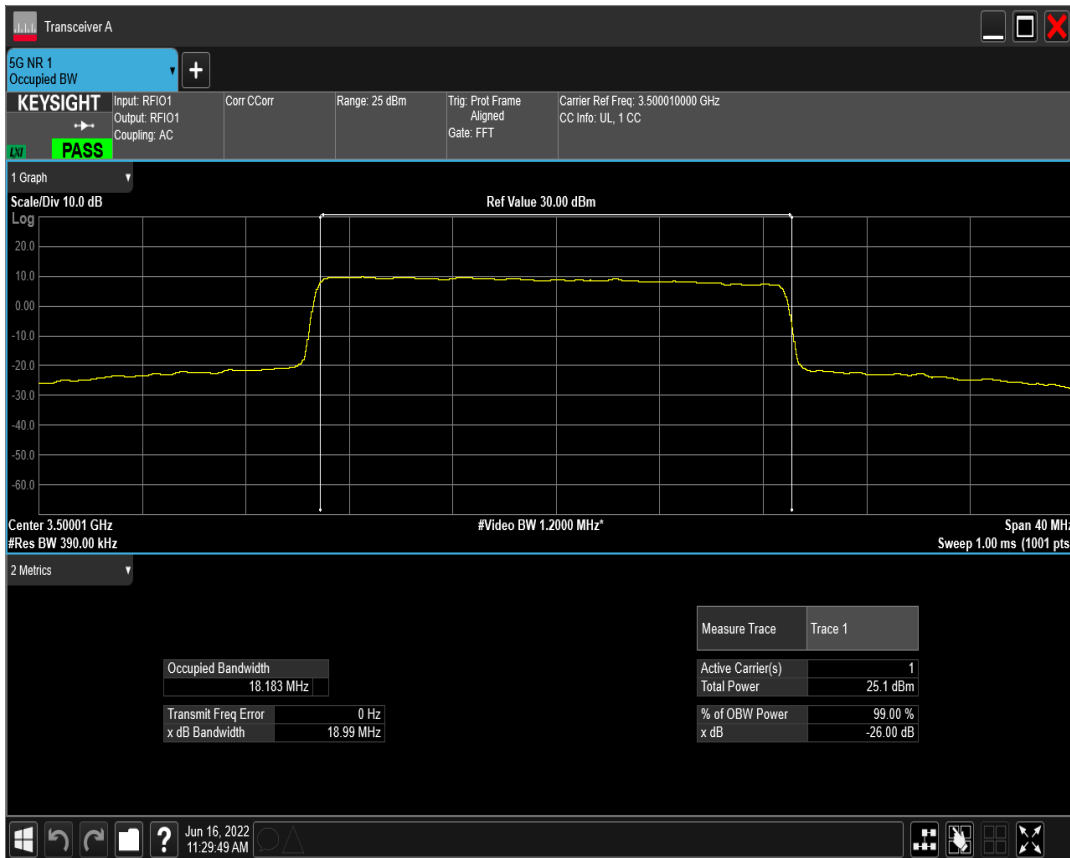 Transceiver A
5G NR 1
Occupied BW
KEYSIGHT
LXI
PASS
Input: RFIO1
Output: RFIO1
Coupling: AC
Corr CCorr
Range: 25 dBm
Trig: Prot Frame
Aligned
Gate: FFT
Carrier Ref Freq: 3.500010000 GHz
CC Info: UL, 1 CC
1 Graph
Scale/Div 10.0 dB
Ref Value 30.00 dBm
Log
20.0
10.0
0.00
-10.0
-20.0
-30.0
-40.0
-50.0
-60.0
Center 3.50001 GHz
#Video BW 1.2000 MHz*
Span 40 MHz
#Res BW 390.00 kHz
Sweep 1.00 ms (1001 pts
2 Metrics
Measure Trace Trace 1
Occupied Bandwidth
18.183 MHz
Active Carrier(s) 1
Total Power 25.1 dBm
Transmit Freq Error 0 Hz
x dB Bandwidth 18.99 MHz
% of OBW Power 99.00 %
x dB -26.00 dB
?
Jun 16, 2022
11:29:49 AM